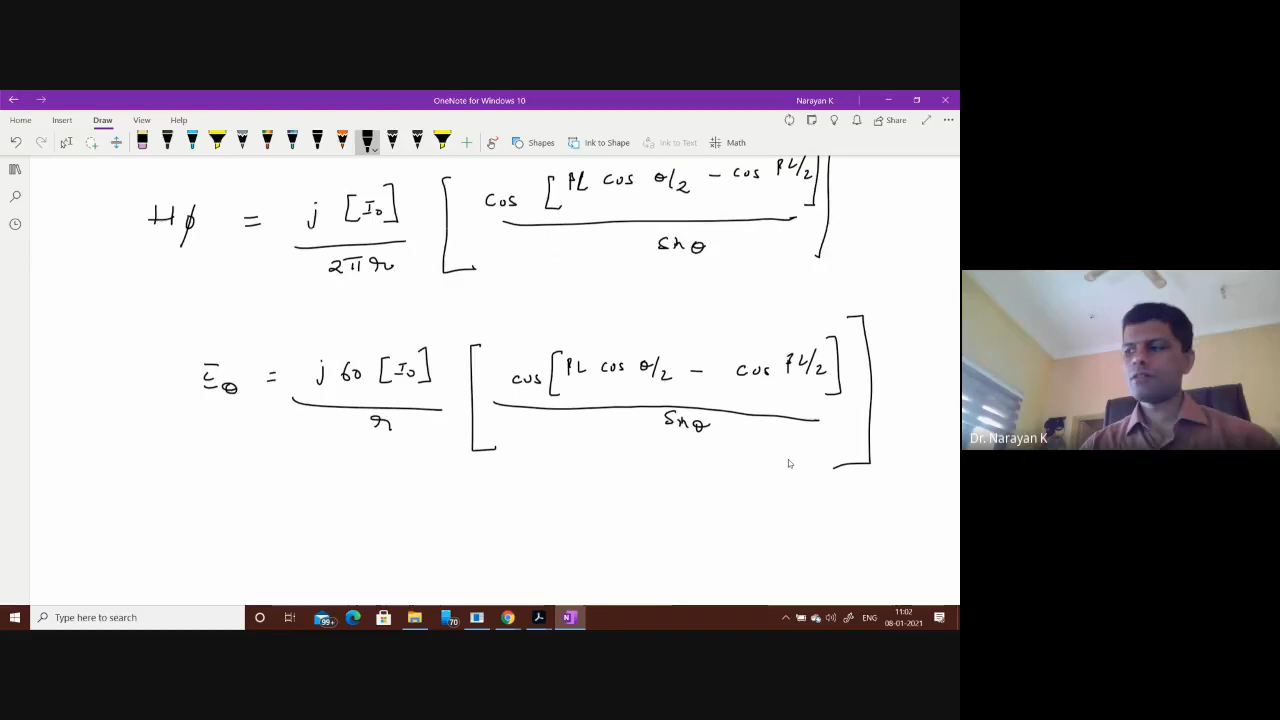 OneNote for Windows 10
Narayan K
Home Insert Draw View Help
Share
Shapes Ink to Shape Ink to Text Math
Hϕ = j [I₀] / 2πr [ cos [βL cos θ/2 − cos βL/2] / sin θ ]
Eθ = j 60 [I₀] / r [ cos [βL cos θ/2 − cos βL/2] / sin θ ]
Dr. Narayan K
Type here to search
99+
70
ENG
11:02
08-01-2021